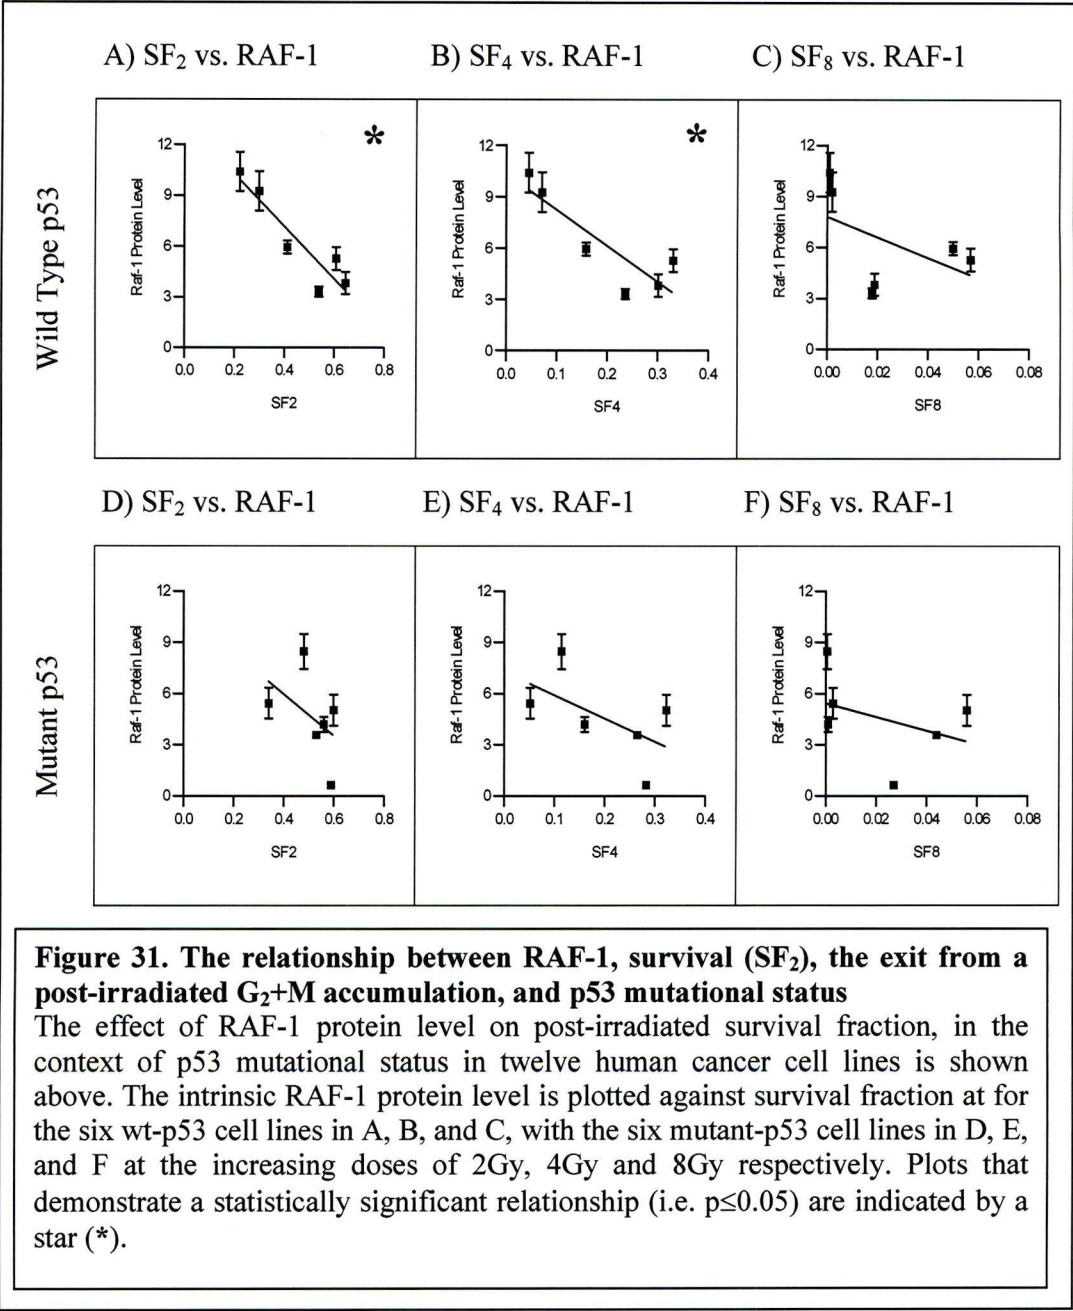 A) SF₂ vs. RAF-1
B) SF₄ vs. RAF-1
C) SF₈ vs. RAF-1
Wild Type p53
*
12
9
6
3
0
Raf-1 Protein Level
0.0 0.2 0.4 0.6 0.8
SF2
*
12
9
6
3
0
Raf-1 Protein Level
0.0 0.1 0.2 0.3 0.4
SF4
12
9
6
3
0
Raf-1 Protein Level
0.00 0.02 0.04 0.06 0.08
SF8
D) SF₂ vs. RAF-1
E) SF₄ vs. RAF-1
F) SF₈ vs. RAF-1
Mutant p53
12
9
6
3
0
Raf-1 Protein Level
0.0 0.2 0.4 0.6 0.8
SF2
12
9
6
3
0
Raf-1 Protein Level
0.0 0.1 0.2 0.3 0.4
SF4
12
9
6
3
0
Raf-1 Protein Level
0.00 0.02 0.04 0.06 0.08
SF8
Figure 31. The relationship between RAF-1, survival (SF₂), the exit from a
post-irradiated G₂+M accumulation, and p53 mutational status
The effect of RAF-1 protein level on post-irradiated survival fraction, in the
context of p53 mutational status in twelve human cancer cell lines is shown
above. The intrinsic RAF-1 protein level is plotted against survival fraction at for
the six wt-p53 cell lines in A, B, and C, with the six mutant-p53 cell lines in D, E,
and F at the increasing doses of 2Gy, 4Gy and 8Gy respectively. Plots that
demonstrate a statistically significant relationship (i.e. p≤0.05) are indicated by a
star (*).